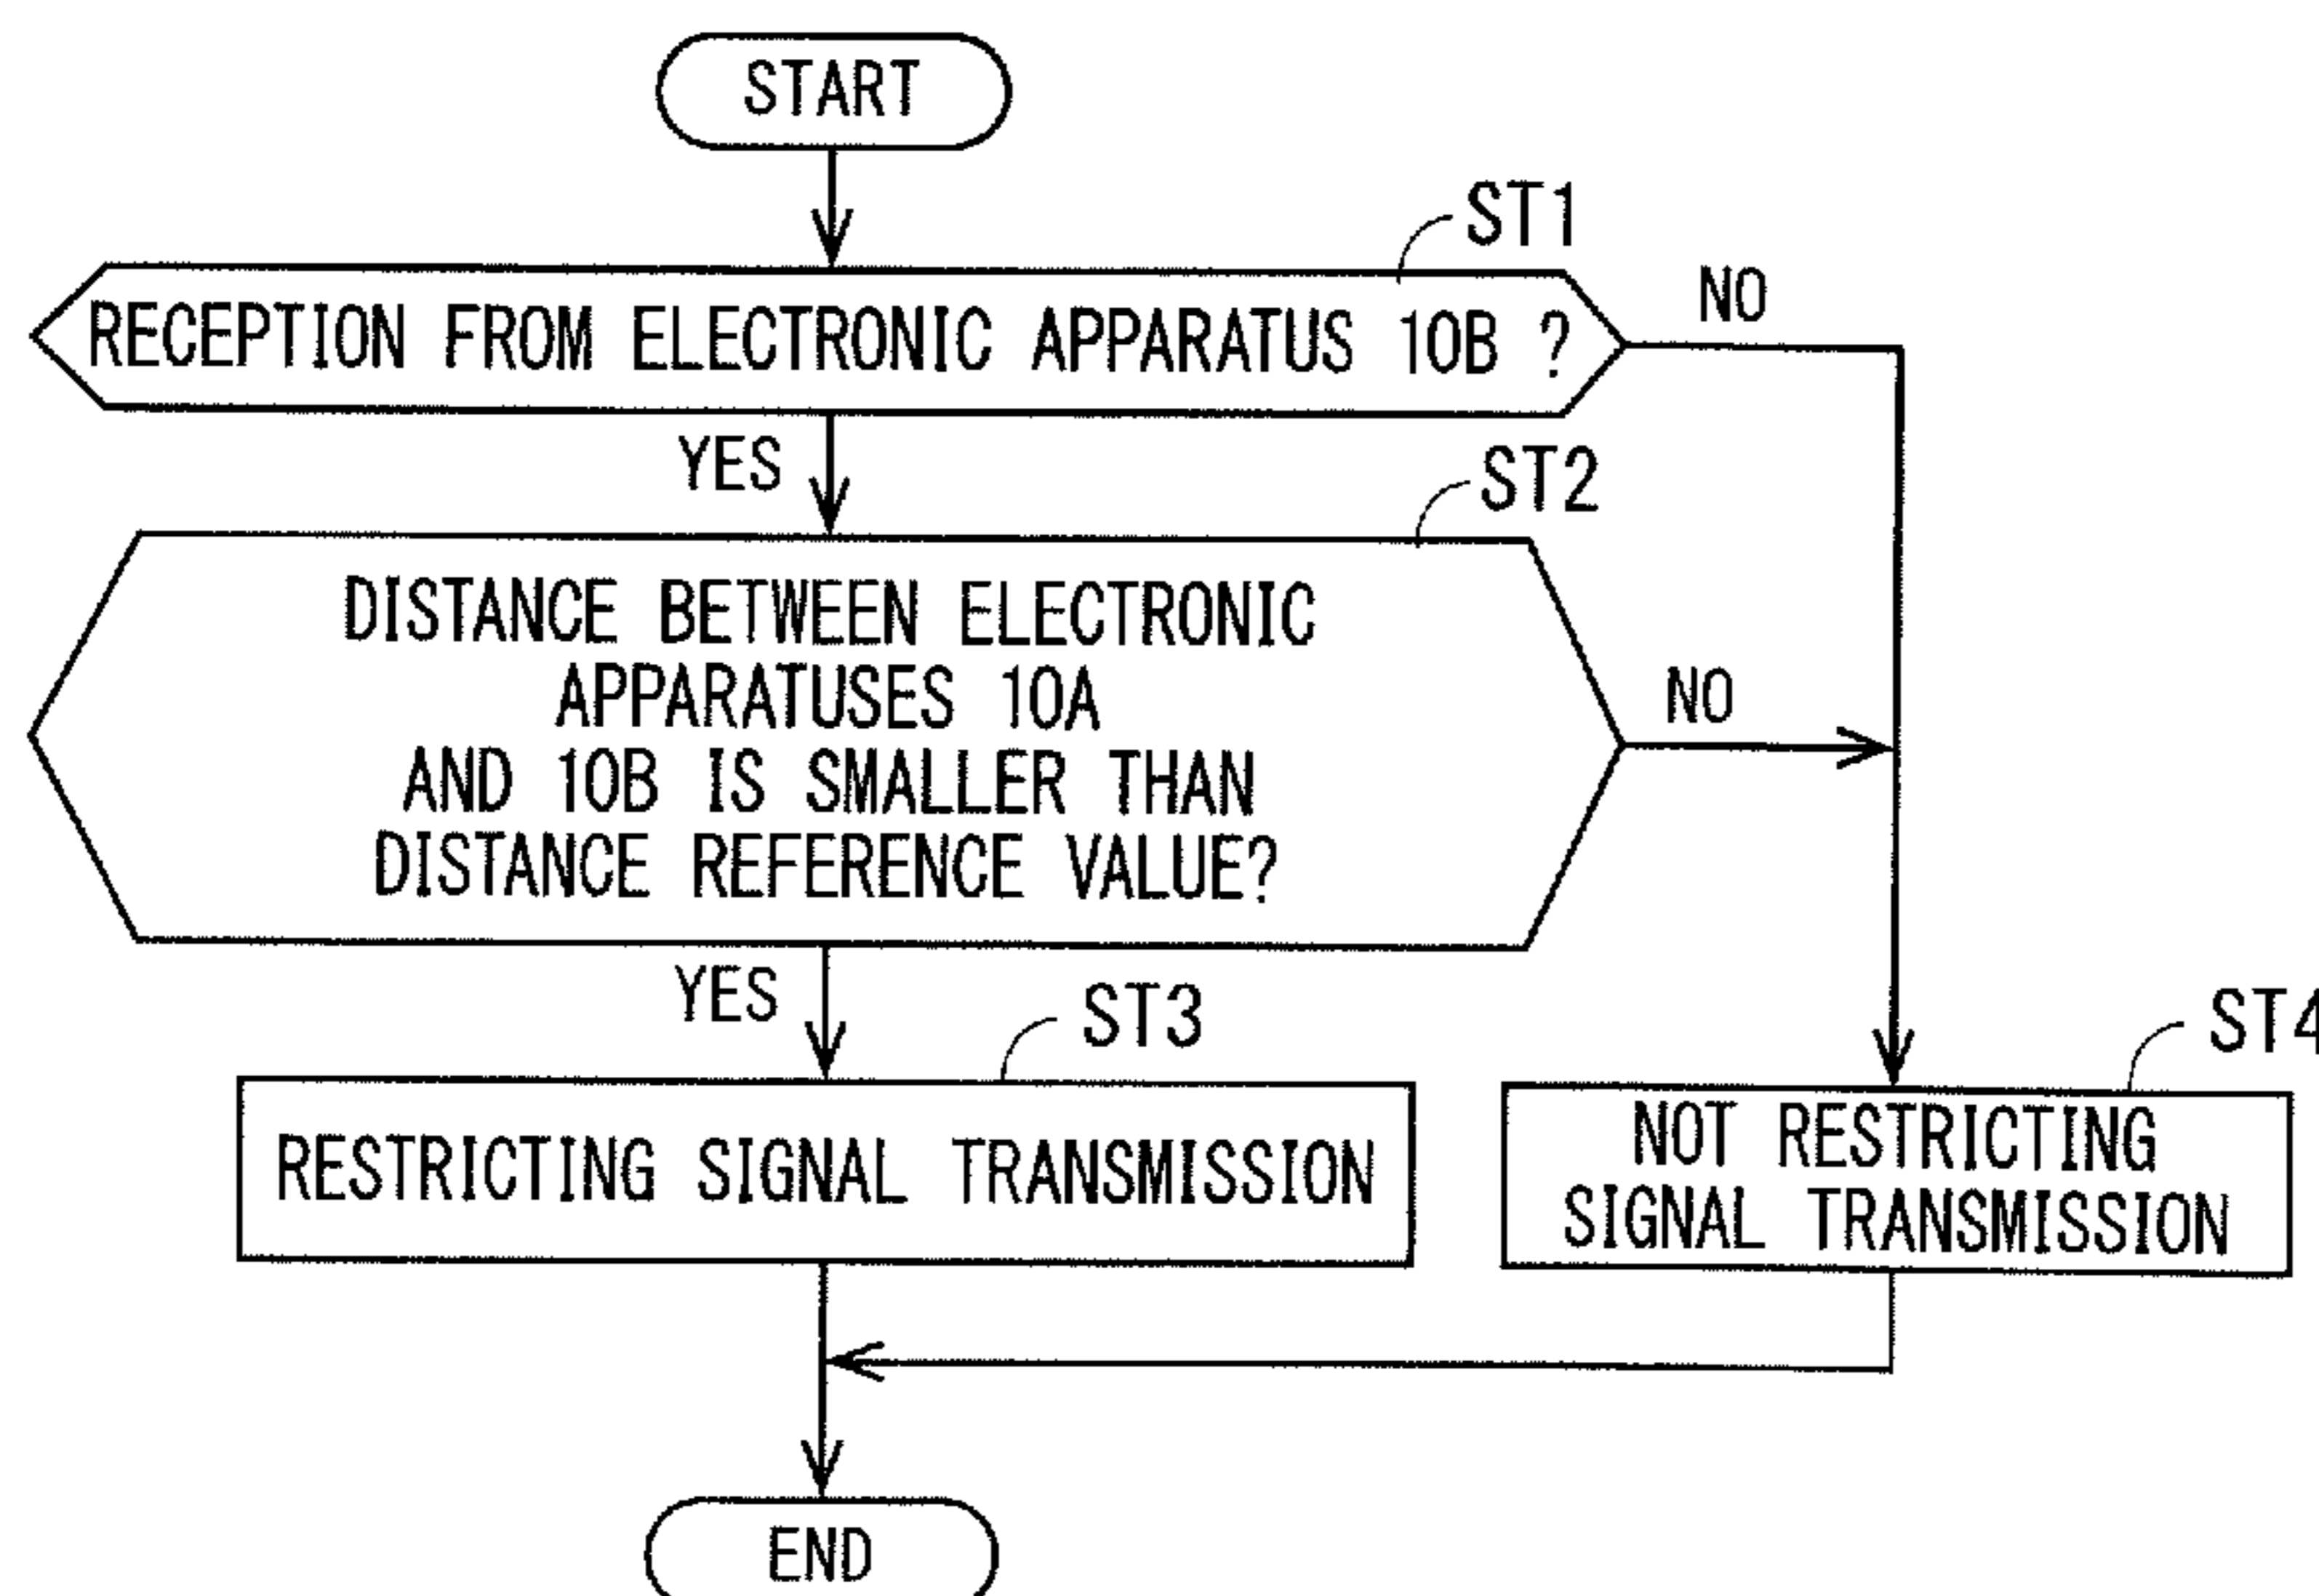 START
ST1
RECEPTION FROM ELECTRONIC APPARATUS 10B ?
NO
YES
ST2
DISTANCE BETWEEN ELECTRONIC
APPARATUSES 10A
AND 10B IS SMALLER THAN
DISTANCE REFERENCE VALUE?
NO
YES
ST3
ST4
RESTRICTING SIGNAL TRANSMISSION
NOT RESTRICTING
SIGNAL TRANSMISSION
END